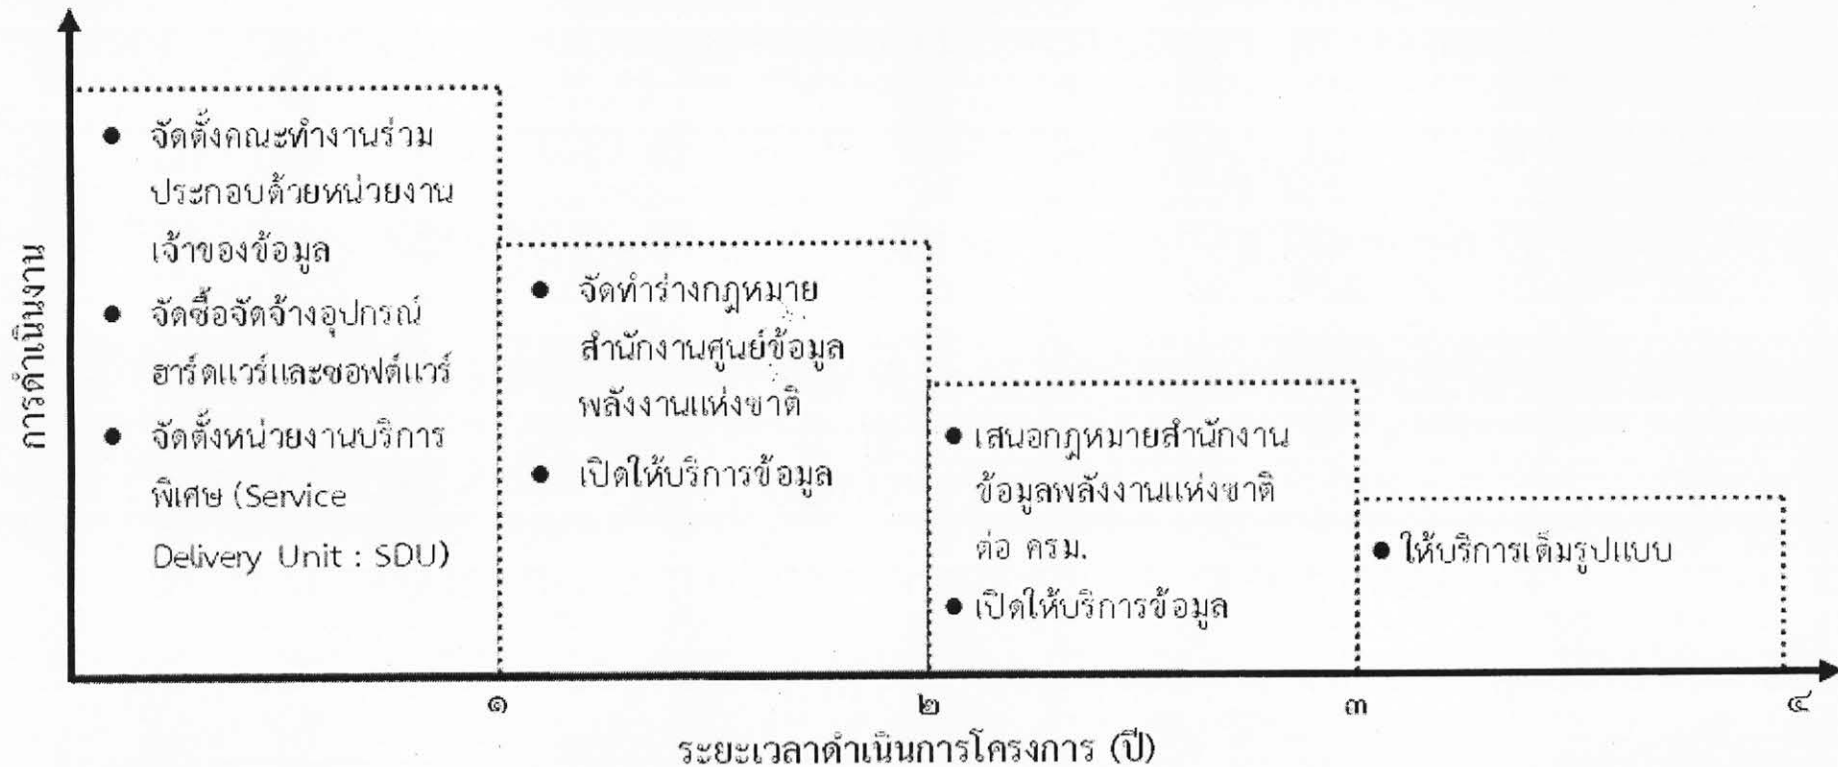 การดำเนินงาน
● จัดตั้งคณะทำงานร่วม
ประกอบด้วยหน่วยงาน
เจ้าของข้อมูล
● จัดซื้อจัดจ้างอุปกรณ์
ฮาร์ดแวร์และซอฟต์แวร์
● จัดตั้งหน่วยงานบริการ
พิเศษ (Service
Delivery Unit : SDU)
● จัดทำร่างกฎหมาย
สำนักงานศูนย์ข้อมูล
พลังงานแห่งชาติ
● เปิดให้บริการข้อมูล
● เสนอกฎหมายสำนักงาน
ข้อมูลพลังงานแห่งชาติ
ต่อ ครม.
● เปิดให้บริการข้อมูล
● ให้บริการเต็มรูปแบบ
๑ ๒ ๓ ๔
ระยะเวลาดำเนินการโครงการ (ปี)